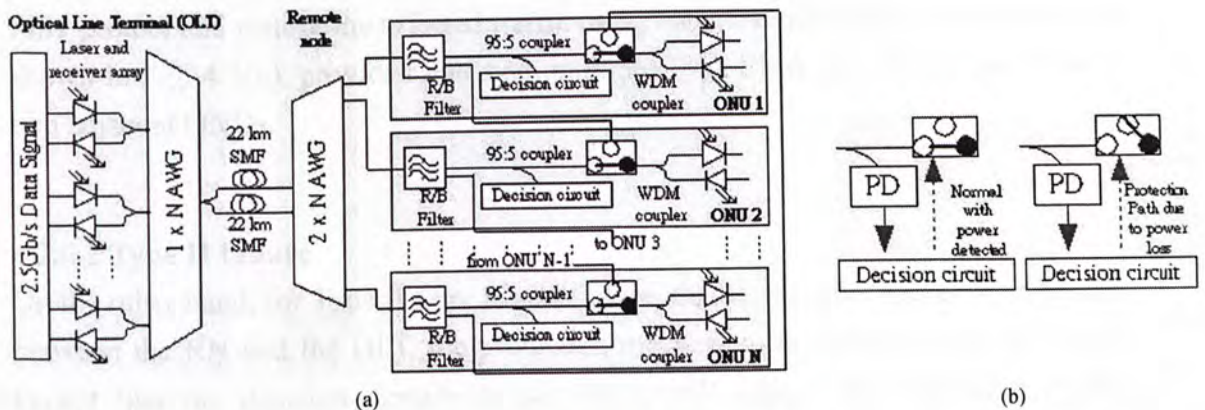 Optical Line Terminal (OLT)
Laser and
receiver array
2.5Gb/s Data Signal
1 x N AWG
22 km
SMF
22 km
SMF
Remote
node
2 x N AWG
R/B
Filter
95:5 coupler
Decision circuit
WDM
coupler
ONU 1
R/B
Filter
95:5 coupler
Decision circuit
WDM
coupler
ONU 2
to ONU 3
from ONU 'N-1'
R/B
Filter
95:5 coupler
Decision circuit
WDM
coupler
ONU N
(a)
PD
Normal with
power
detected
Decision circuit
PD
Protection
Path due
to power
loss
Decision circuit
(b)